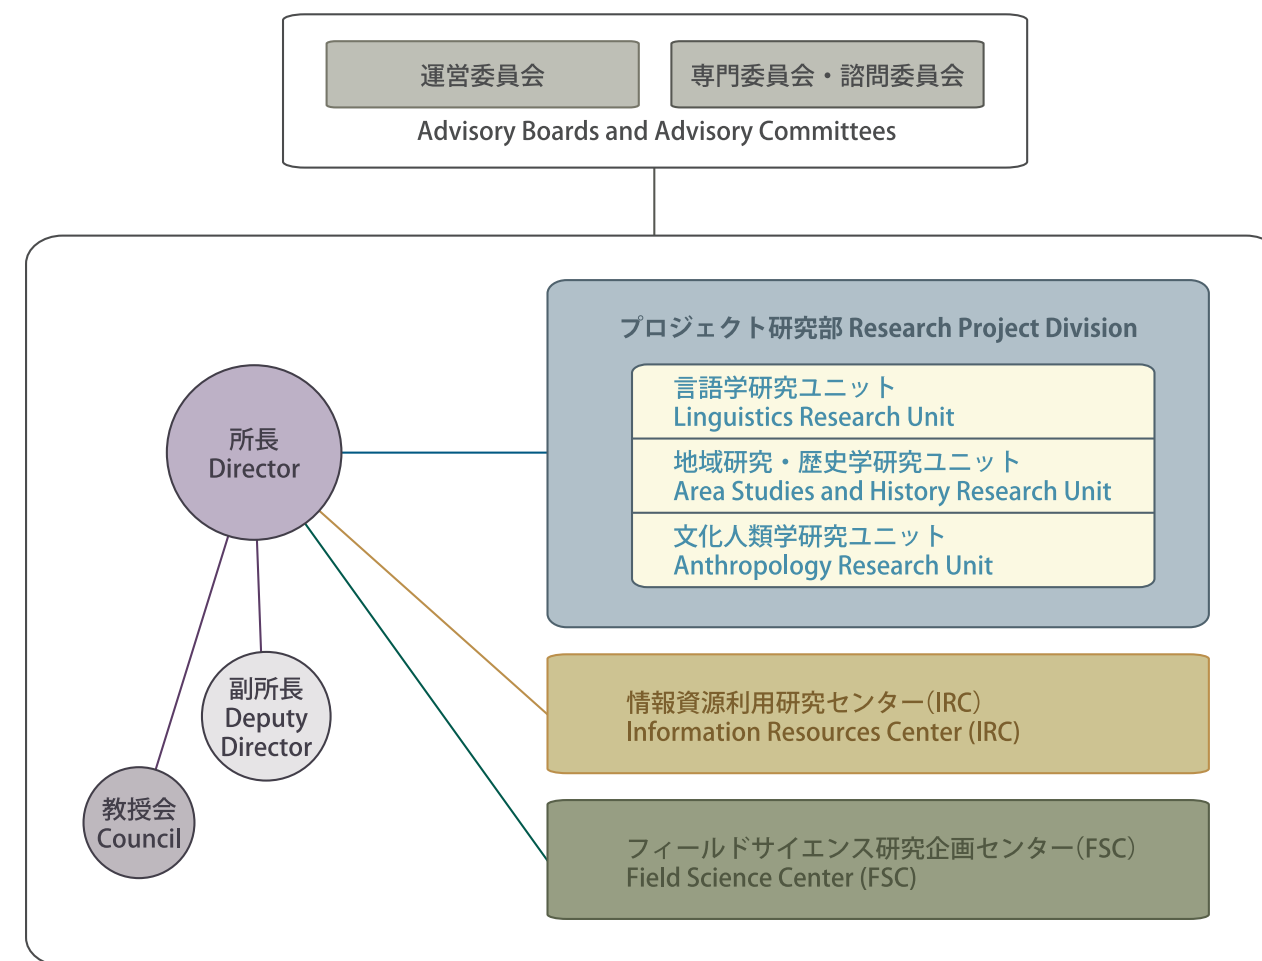 運営委員会
専門委員会・諮問委員会
Advisory Boards and Advisory Committees
プロジェクト研究部 Research Project Division
言語学研究ユニット
Linguistics Research Unit
地域研究・歴史学研究ユニット
Area Studies and History Research Unit
文化人類学研究ユニット
Anthropology Research Unit
所長
Director
副所長
Deputy
Director
教授会
Council
情報資源利用研究センター（IRC）
Information Resources Center (IRC)
フィールドサイエンス研究企画センター（FSC）
Field Science Center (FSC)